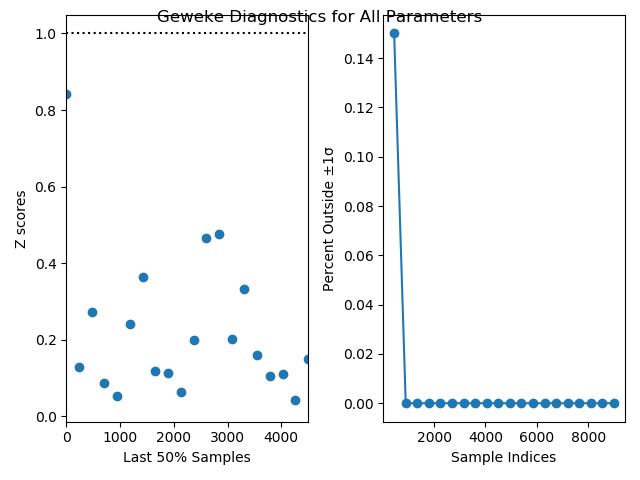 Geweke Diagnostics for All Parameters
Z scores
1.0
0.8
0.6
0.4
0.2
0.0
0 1000 2000 3000 4000
Last 50% Samples
Percent Outside ±1σ
0.14
0.12
0.10
0.08
0.06
0.04
0.02
0.00
2000 4000 6000 8000
Sample Indices